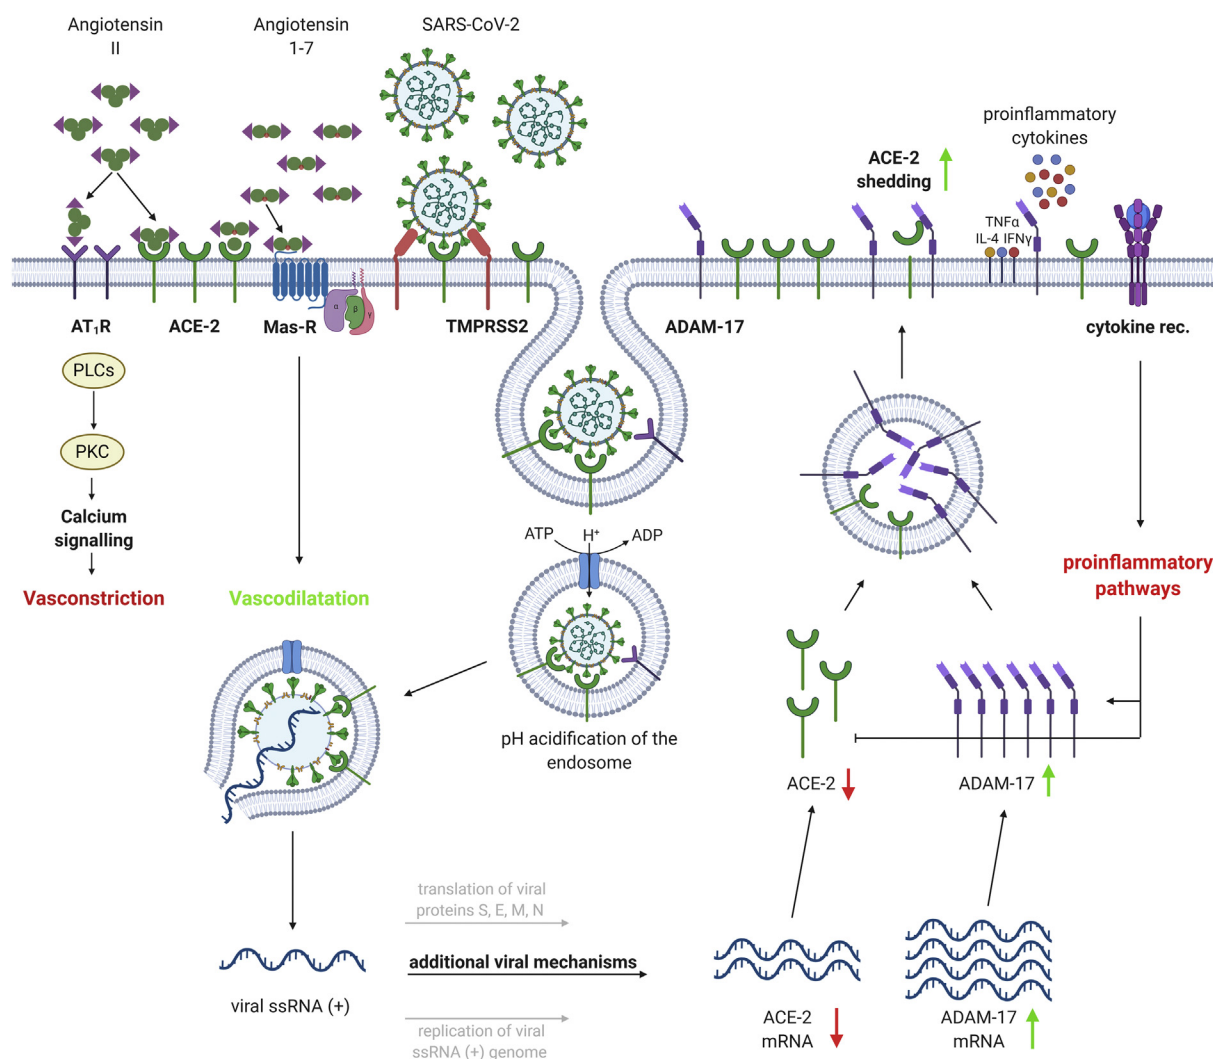 Angiotensin
II
Angiotensin
1-7
SARS-CoV-2
proinflammatory
cytokines
ACE-2
shedding
TNFα
IL-4 IFNγ
α
β
γ
AT₁R
ACE-2
Mas-R
TMPRSS2
ADAM-17
cytokine rec.
PLCs
PKC
Calcium
signalling
Vasconstriction
Vascodilatation
ATP
H⁺
ADP
pH acidification of the
endosome
proinflammatory
pathways
ACE-2
ADAM-17
translation of viral
proteins S, E, M, N
additional viral mechanisms
viral ssRNA (+)
replication of viral
ssRNA (+) genome
ACE-2
mRNA
ADAM-17
mRNA